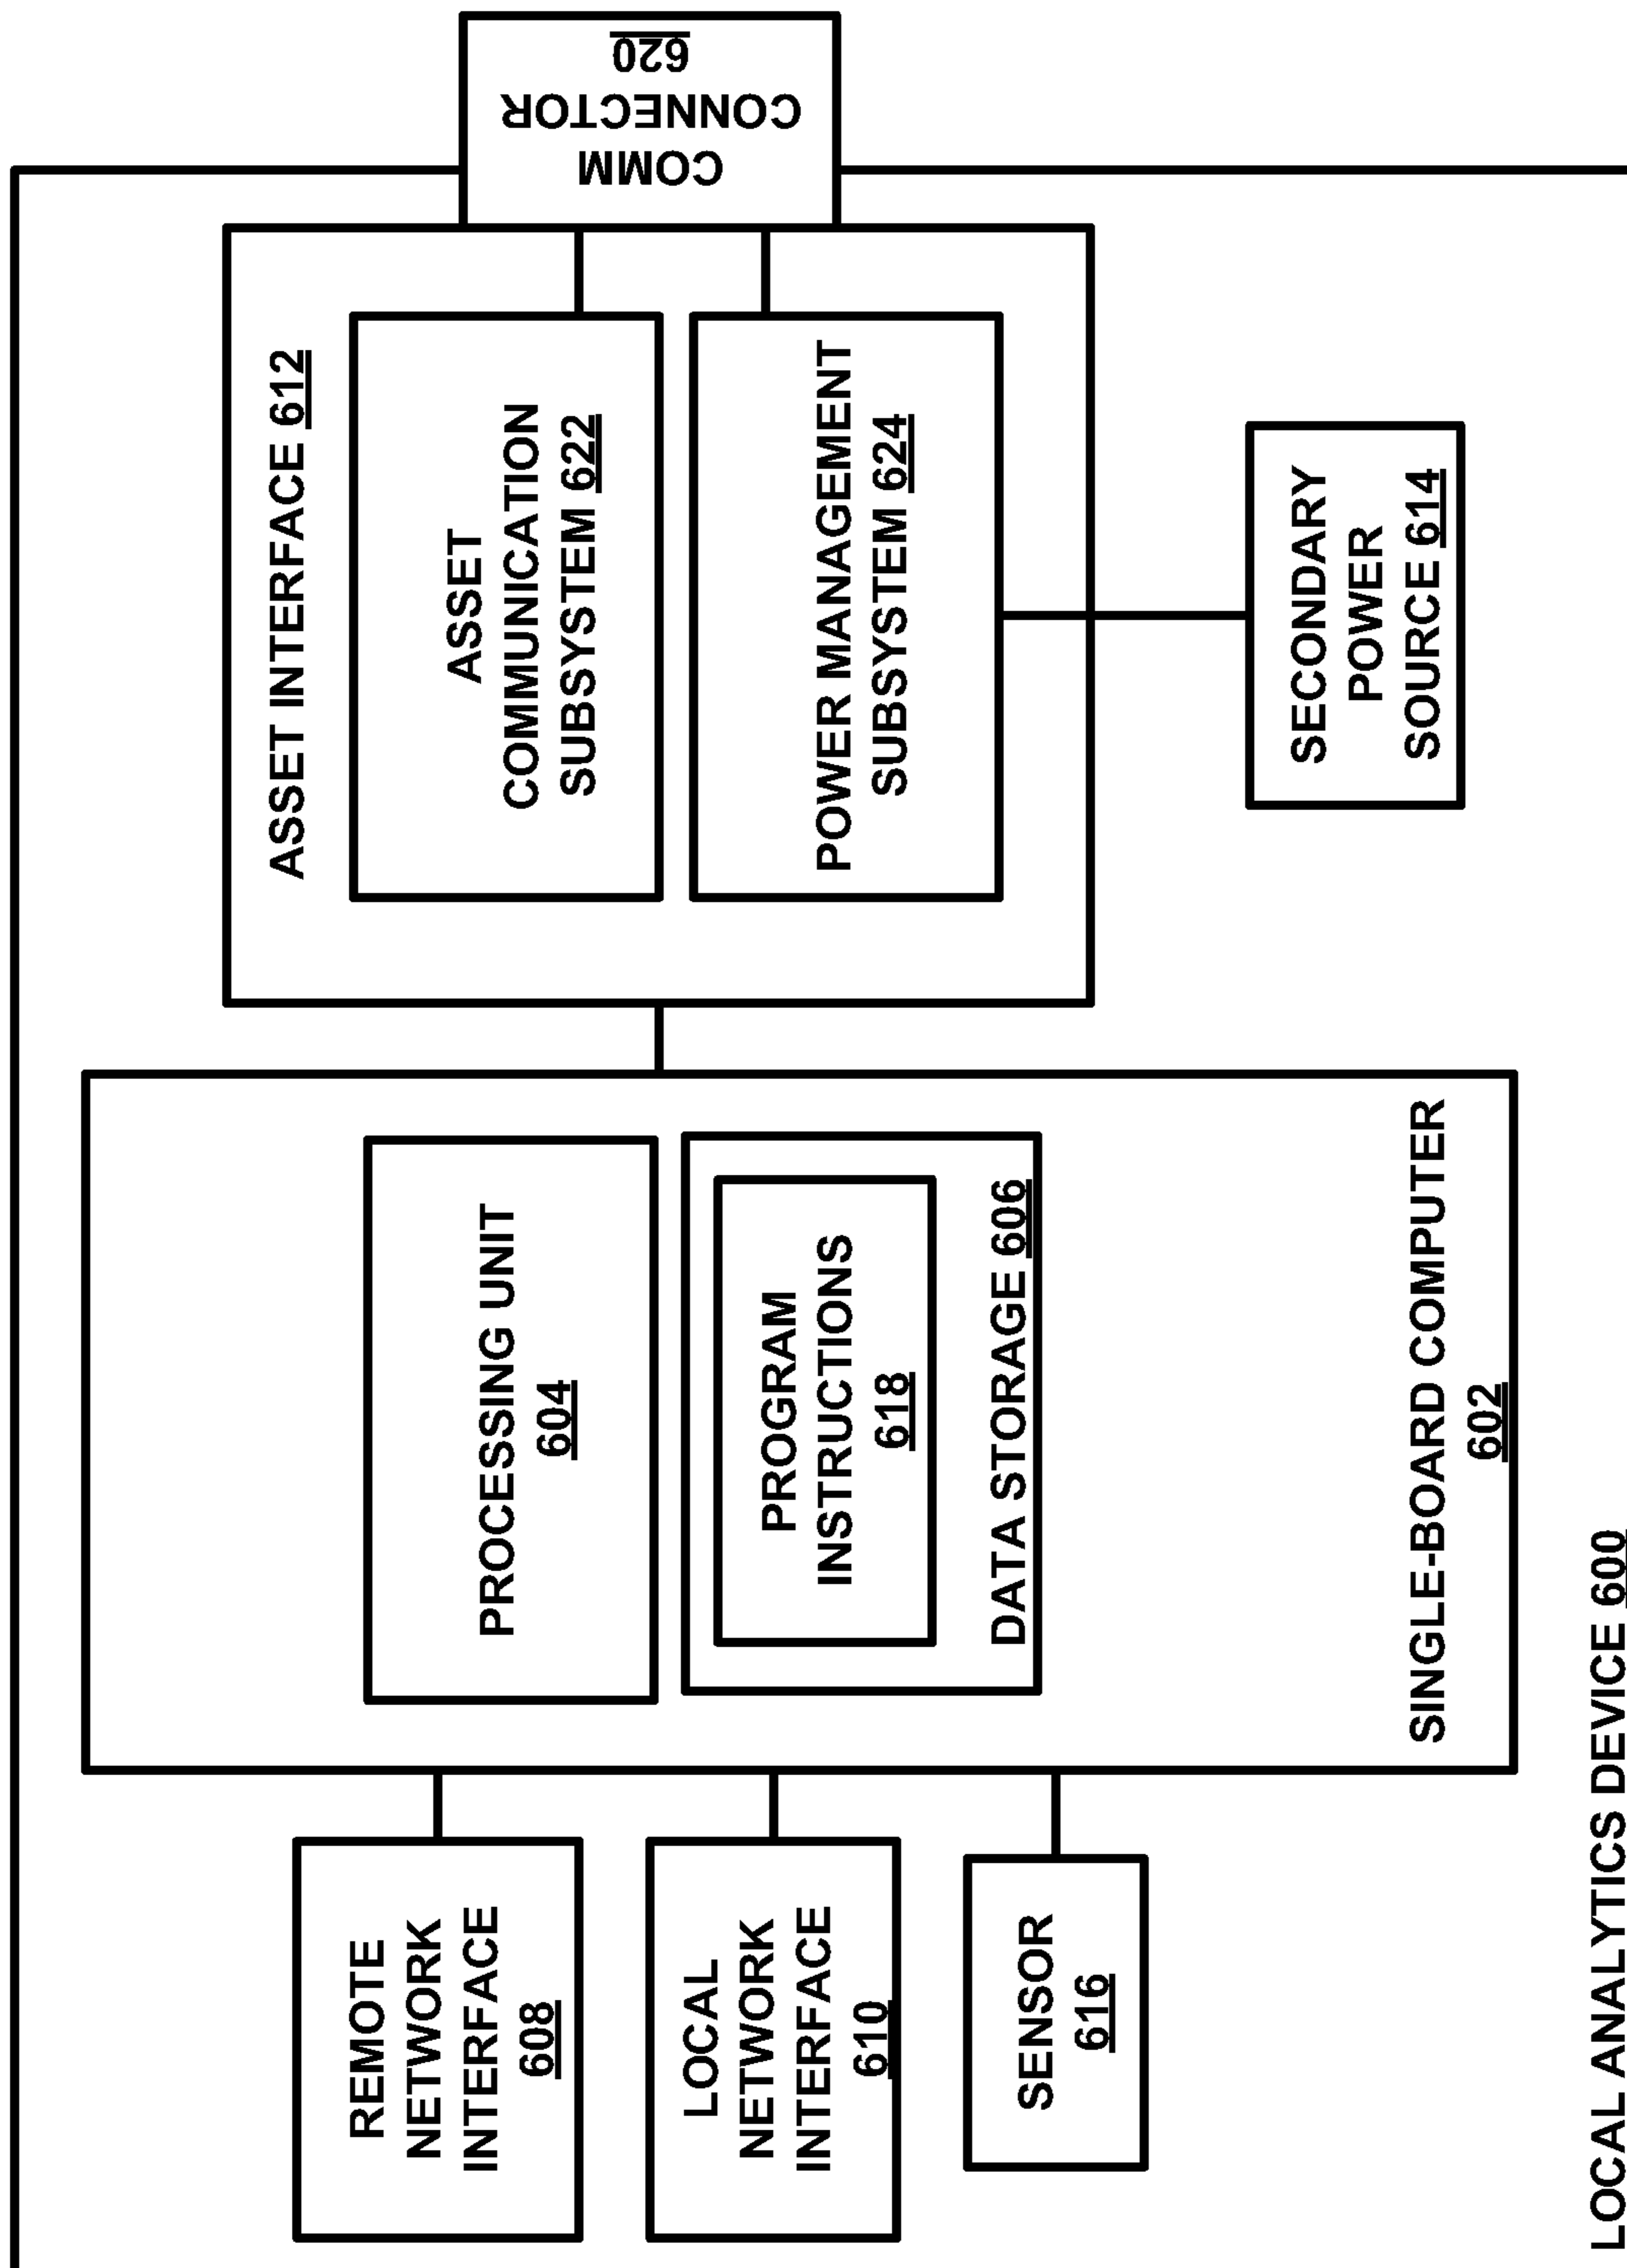 REMOTE
NETWORK
INTERFACE
608
LOCAL
NETWORK
INTERFACE
610
SENSOR
616
PROCESSING UNIT
604
PROGRAM
INSTRUCTIONS
618
DATA STORAGE 606
SINGLE-BOARD COMPUTER
602
ASSET INTERFACE 612
ASSET
COMMUNICATION
SUBSYSTEM 622
POWER MANAGEMENT
SUBSYSTEM 624
COMM
CONNECTOR
620
SECONDARY
POWER
SOURCE 614
LOCAL ANALYTICS DEVICE 600